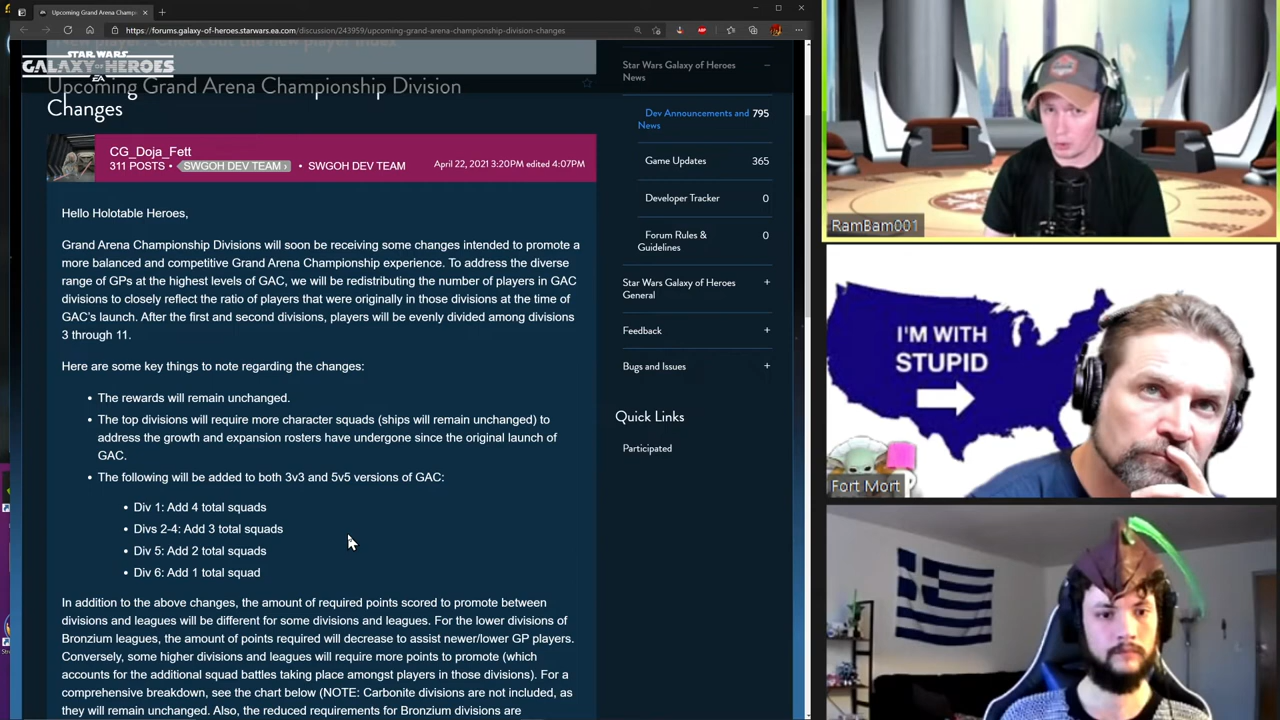 Upcoming Grand Arena Champions
https://forums.galaxy-of-heroes.starwars.ea.com/discussion/243959/upcoming-grand-arena-championship-division-changes
New player? Check out the new player index
STAR WARS
GALAXY OF HEROES
EA
Upcoming Grand Arena Championship Division
Changes
CG_Doja_Fett
311 POSTS • SWGOH DEV TEAM › • SWGOH DEV TEAM
April 22, 2021 3:20PM edited 4:07PM
Hello Holotable Heroes,
Grand Arena Championship Divisions will soon be receiving some changes intended to promote a
more balanced and competitive Grand Arena Championship experience. To address the diverse
range of GPs at the highest levels of GAC, we will be redistributing the number of players in GAC
divisions to closely reflect the ratio of players that were originally in those divisions at the time of
GAC's launch. After the first and second divisions, players will be evenly divided among divisions
3 through 11.
Here are some key things to note regarding the changes:
• The rewards will remain unchanged.
• The top divisions will require more character squads (ships will remain unchanged) to
address the growth and expansion rosters have undergone since the original launch of
GAC.
• The following will be added to both 3v3 and 5v5 versions of GAC:
• Div 1: Add 4 total squads
• Divs 2-4: Add 3 total squads
• Div 5: Add 2 total squads
• Div 6: Add 1 total squad
In addition to the above changes, the amount of required points scored to promote between
divisions and leagues will be different for some divisions and leagues. For the lower divisions of
Bronzium leagues, the amount of points required will decrease to assist newer/lower GP players.
Conversely, some higher divisions and leagues will require more points to promote (which
accounts for the additional squad battles taking place amongst players in those divisions). For a
comprehensive breakdown, see the chart below (NOTE: Carbonite divisions are not included, as
they will remain unchanged. Also, the reduced requirements for Bronzium divisions are
Star Wars Galaxy of Heroes
News
Dev Announcements and 795
News
Game Updates 365
Developer Tracker 0
Forum Rules & 0
Guidelines
Star Wars Galaxy of Heroes
General
Feedback
Bugs and Issues
Quick Links
Participated
RamBam001
I'M WITH
STUPID
Fort Mort